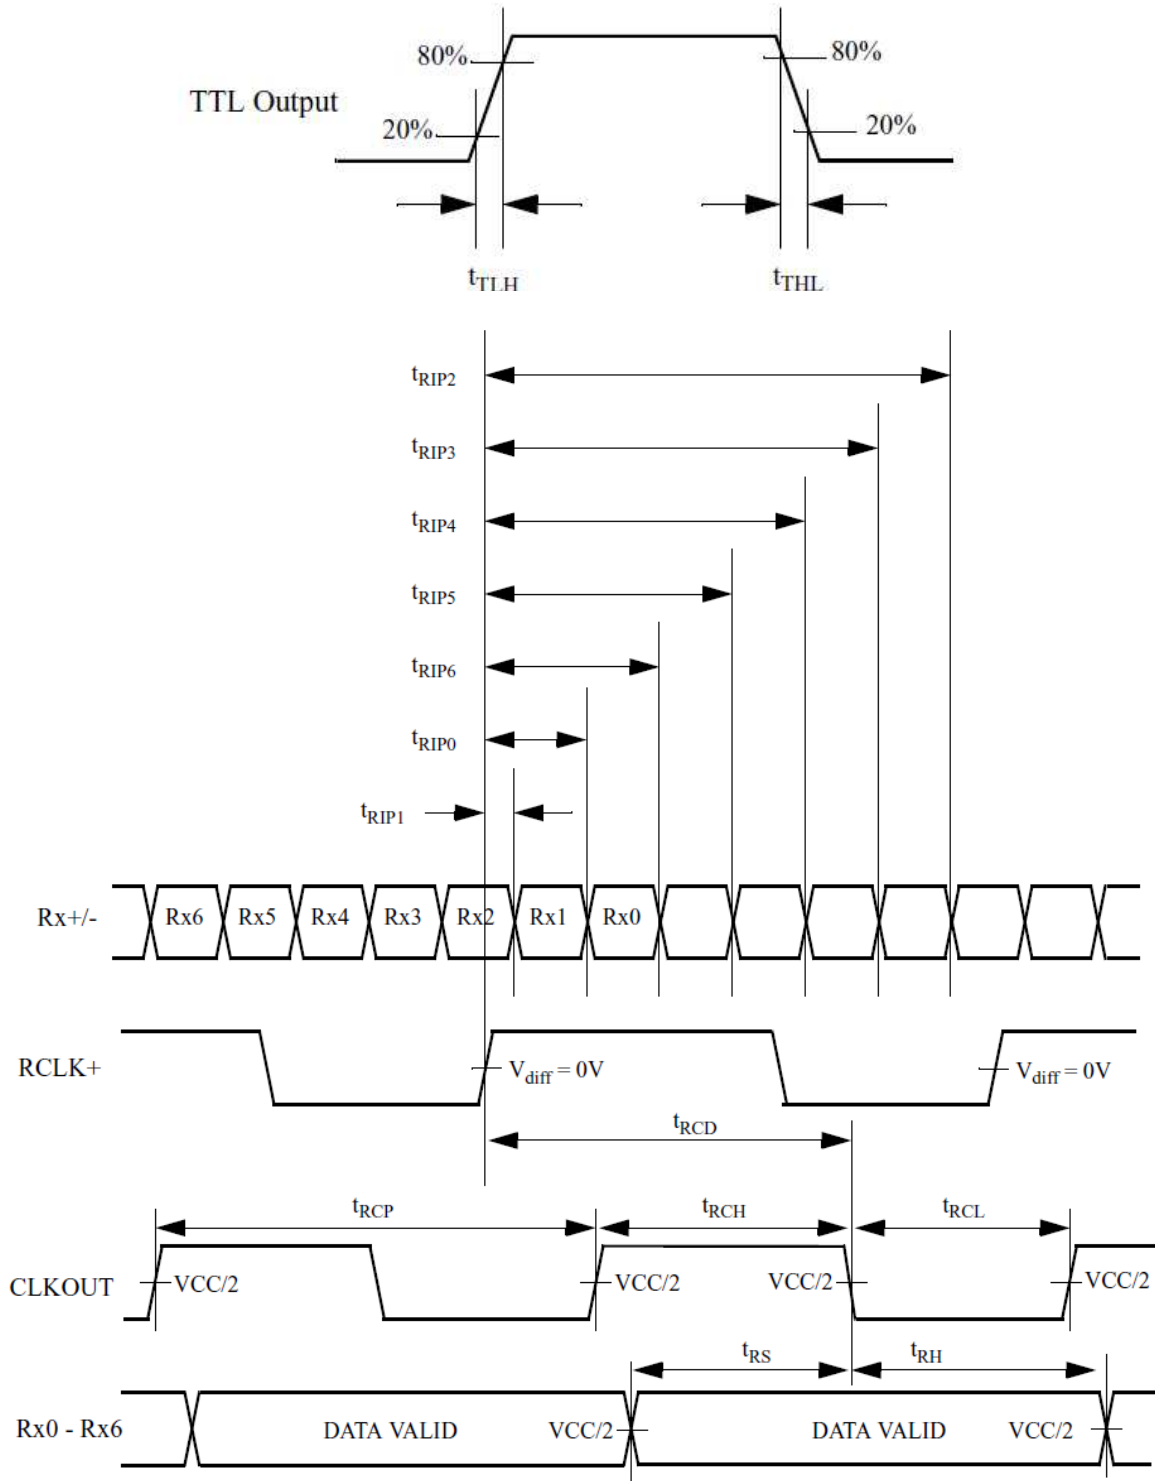 80%
80%
TTL Output
20%
20%
tTLH
tTHL
tRIP2
tRIP3
tRIP4
tRIP5
tRIP6
tRIP0
tRIP1
Rx+/-
Rx6
Rx5
Rx4
Rx3
Rx2
Rx1
Rx0
RCLK+
Vdiff = 0V
Vdiff = 0V
tRCD
tRCP
tRCH
tRCL
CLKOUT
VCC/2
VCC/2
VCC/2
VCC/2
tRS
tRH
Rx0 - Rx6
DATA VALID
VCC/2
DATA VALID
VCC/2